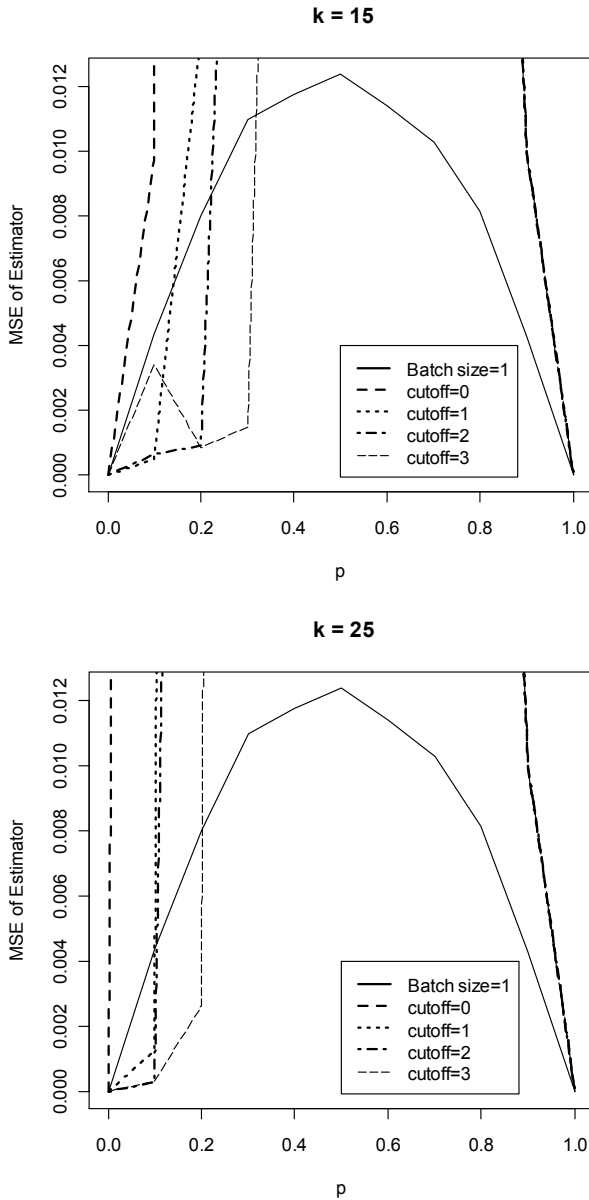 k = 15
MSE of Estimator
0.012
0.010
0.008
0.006
0.004
0.002
0.000
Batch size=1
cutoff=0
cutoff=1
cutoff=2
cutoff=3
0.0 0.2 0.4 0.6 0.8 1.0
p
k = 25
MSE of Estimator
0.012
0.010
0.008
0.006
0.004
0.002
0.000
Batch size=1
cutoff=0
cutoff=1
cutoff=2
cutoff=3
0.0 0.2 0.4 0.6 0.8 1.0
p